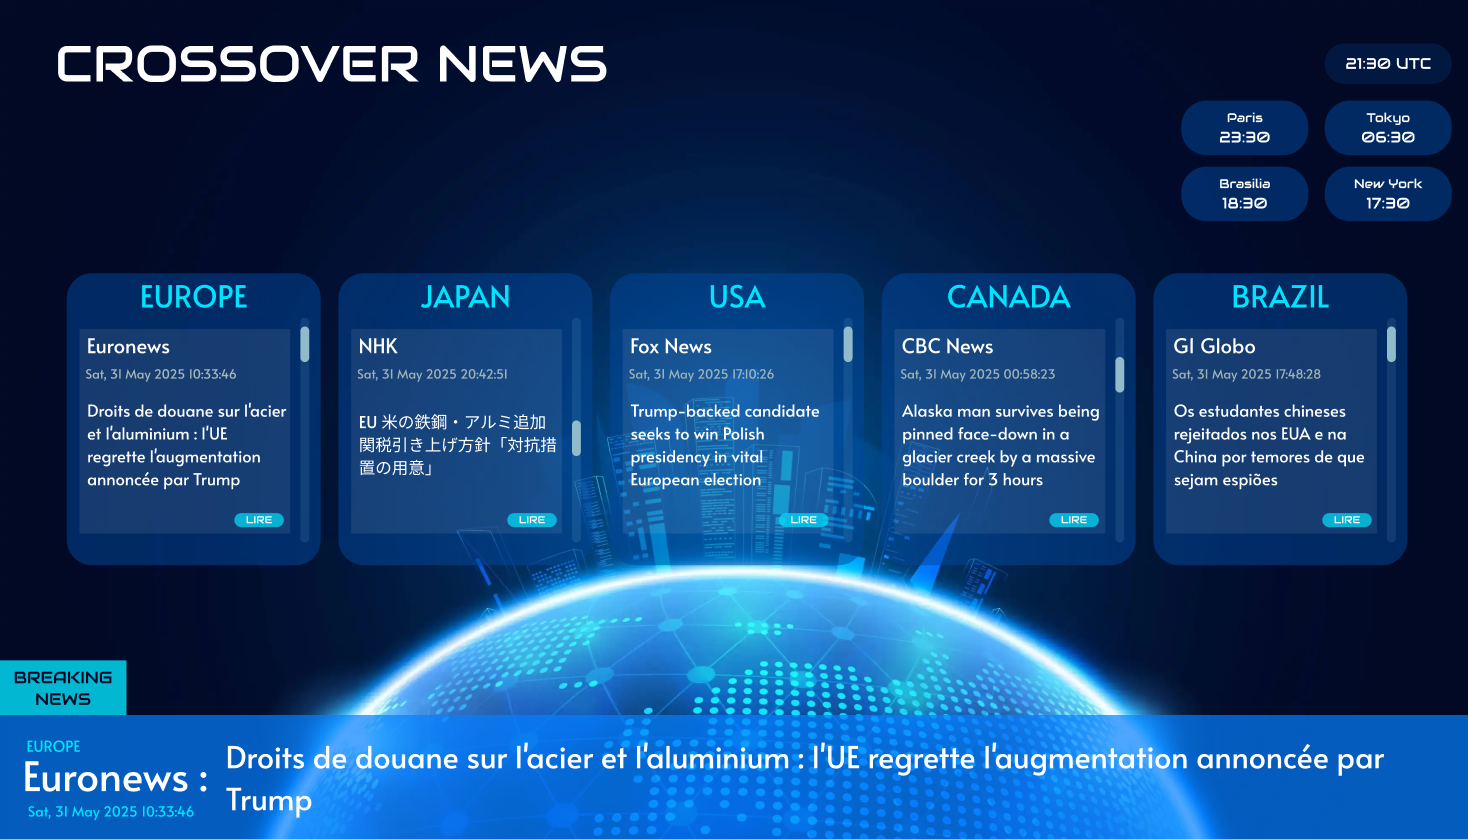 CROSSOVER NEWS
21:30 UTC
Paris
23:30
Tokyo
06:30
Brasilia
18:30
New York
17:30
EUROPE
Euronews
Sat, 31 May 2025 10:33:46
Droits de douane sur l'acier
et l'aluminium : l'UE
regrette l'augmentation
annoncée par Trump
LIRE
JAPAN
NHK
Sat, 31 May 2025 20:42:51
EU 米の鉄鋼・アルミ追加
関税引き上げ方針「対抗措
置の用意」
LIRE
USA
Fox News
Sat, 31 May 2025 17:10:26
Trump-backed candidate
seeks to win Polish
presidency in vital
European election
LIRE
CANADA
CBC News
Sat, 31 May 2025 00:58:23
Alaska man survives being
pinned face-down in a
glacier creek by a massive
boulder for 3 hours
LIRE
BRAZIL
G1 Globo
Sat, 31 May 2025 17:48:28
Os estudantes chineses
rejeitados nos EUA e na
China por temores de que
sejam espiões
LIRE
BREAKING
NEWS
EUROPE
Euronews :
Sat, 31 May 2025 10:33:46
Droits de douane sur l'acier et l'aluminium : l'UE regrette l'augmentation annoncée par
Trump